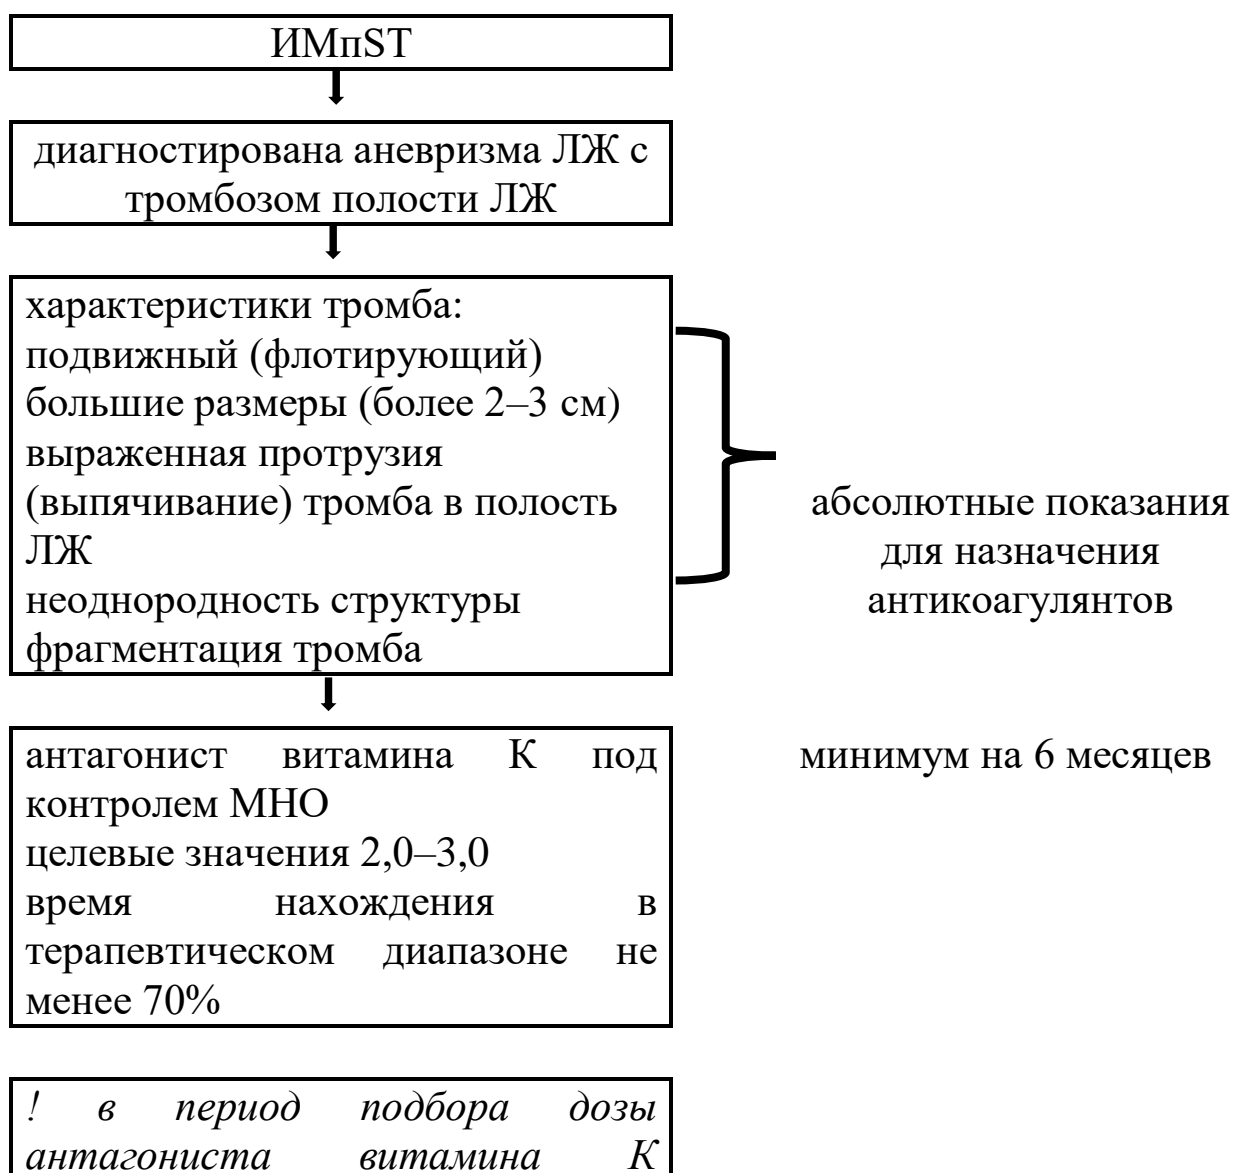 ИМпST
диагностирована аневризма ЛЖ с
тромбозом полости ЛЖ
характеристики тромба:
подвижный (флотирующий)
большие размеры (более 2–3 см)
выраженная протрузия
(выпячивание) тромба в полость
ЛЖ
неоднородность структуры
фрагментация тромба
абсолютные показания
для назначения
антикоагулянтов
антагонист витамина К под
контролем МНО
целевые значения 2,0–3,0
время нахождения в
терапевтическом диапазоне не
менее 70%
минимум на 6 месяцев
! в период подбора дозы
антагониста витамина К